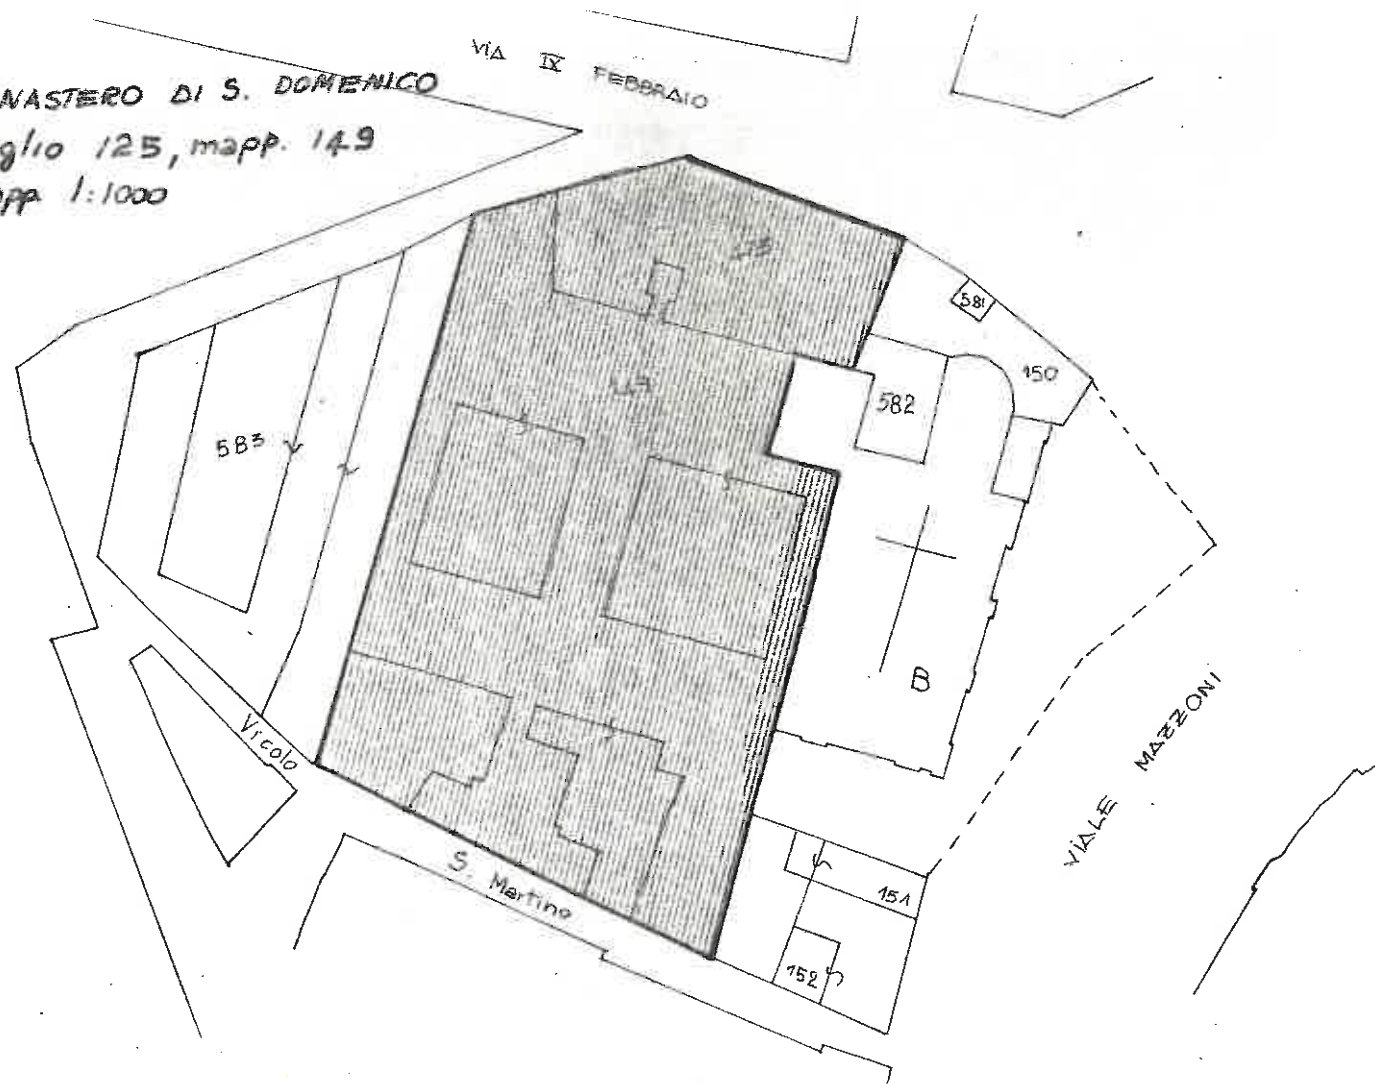 VIA IX FEBBRAIO
NASTERO DI S. DOMENICO
glio 125, mapp. 149
pp 1:1000
581
150
582
583
B
Vicolo
S. Martino
VIALE MAZZONI
151
152